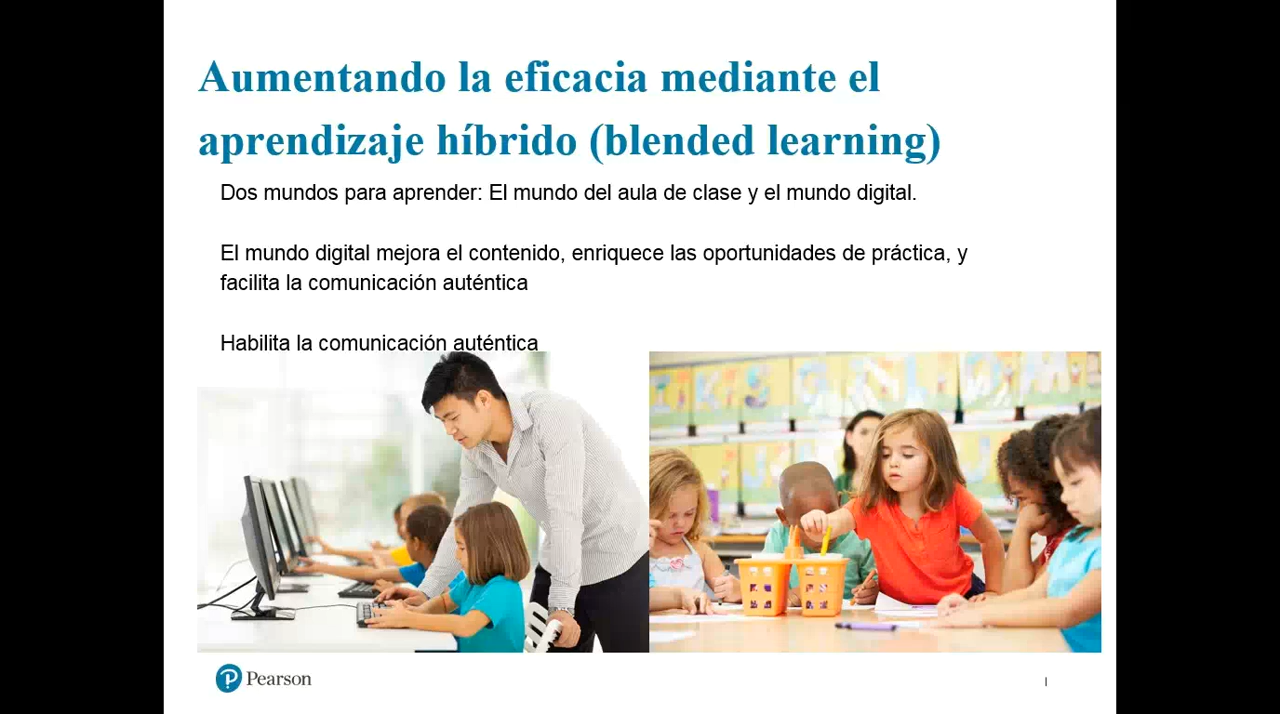 Aumentando la eficacia mediante el
aprendizaje híbrido (blended learning)
Dos mundos para aprender: El mundo del aula de clase y el mundo digital.
El mundo digital mejora el contenido, enriquece las oportunidades de práctica, y
facilita la comunicación auténtica
Habilita la comunicación auténtica
Pearson